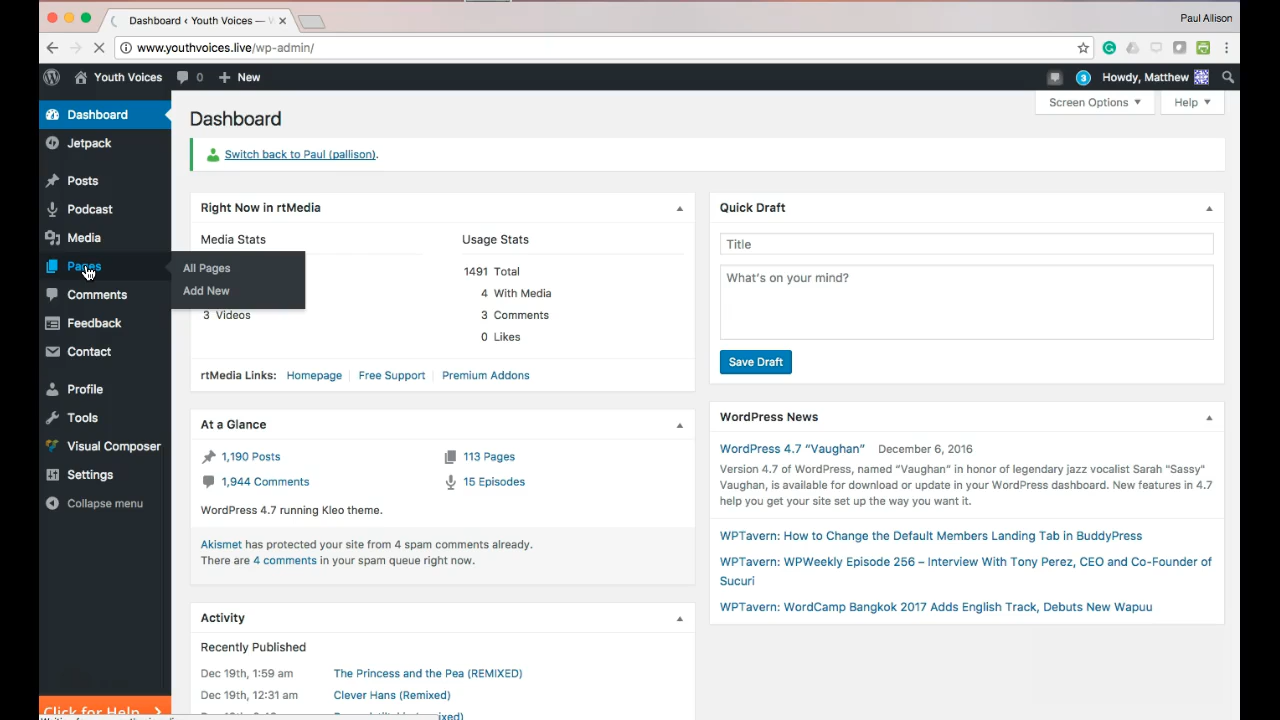 Dashboard ‹ Youth Voices —
Paul Allison
www.youthvoices.live/wp-admin/
Youth Voices
0
New
3
Howdy, Matthew
Dashboard
Jetpack
Posts
Podcast
Media
Pages
All Pages
Add New
Comments
Feedback
Contact
Profile
Tools
Visual Composer
Settings
Collapse menu
Click for Help
Dashboard
Screen Options
Help
Switch back to Paul (pallison).
Right Now in rtMedia
Media Stats
Usage Stats
1491 Total
4 With Media
3 Videos
3 Comments
0 Likes
rtMedia Links: Homepage Free Support Premium Addons
At a Glance
1,190 Posts
113 Pages
1,944 Comments
15 Episodes
WordPress 4.7 running Kleo theme.
Akismet has protected your site from 4 spam comments already.
There are 4 comments in your spam queue right now.
Activity
Recently Published
Dec 19th, 1:59 am The Princess and the Pea (REMIXED)
Dec 19th, 12:31 am Clever Hans (Remixed)
Quick Draft
Title
What's on your mind?
Save Draft
WordPress News
WordPress 4.7 “Vaughan” December 6, 2016
Version 4.7 of WordPress, named “Vaughan” in honor of legendary jazz vocalist Sarah "Sassy"
Vaughan, is available for download or update in your WordPress dashboard. New features in 4.7
help you get your site set up the way you want it.
WPTavern: How to Change the Default Members Landing Tab in BuddyPress
WPTavern: WPWeekly Episode 256 – Interview With Tony Perez, CEO and Co-Founder of
Sucuri
WPTavern: WordCamp Bangkok 2017 Adds English Track, Debuts New Wapuu